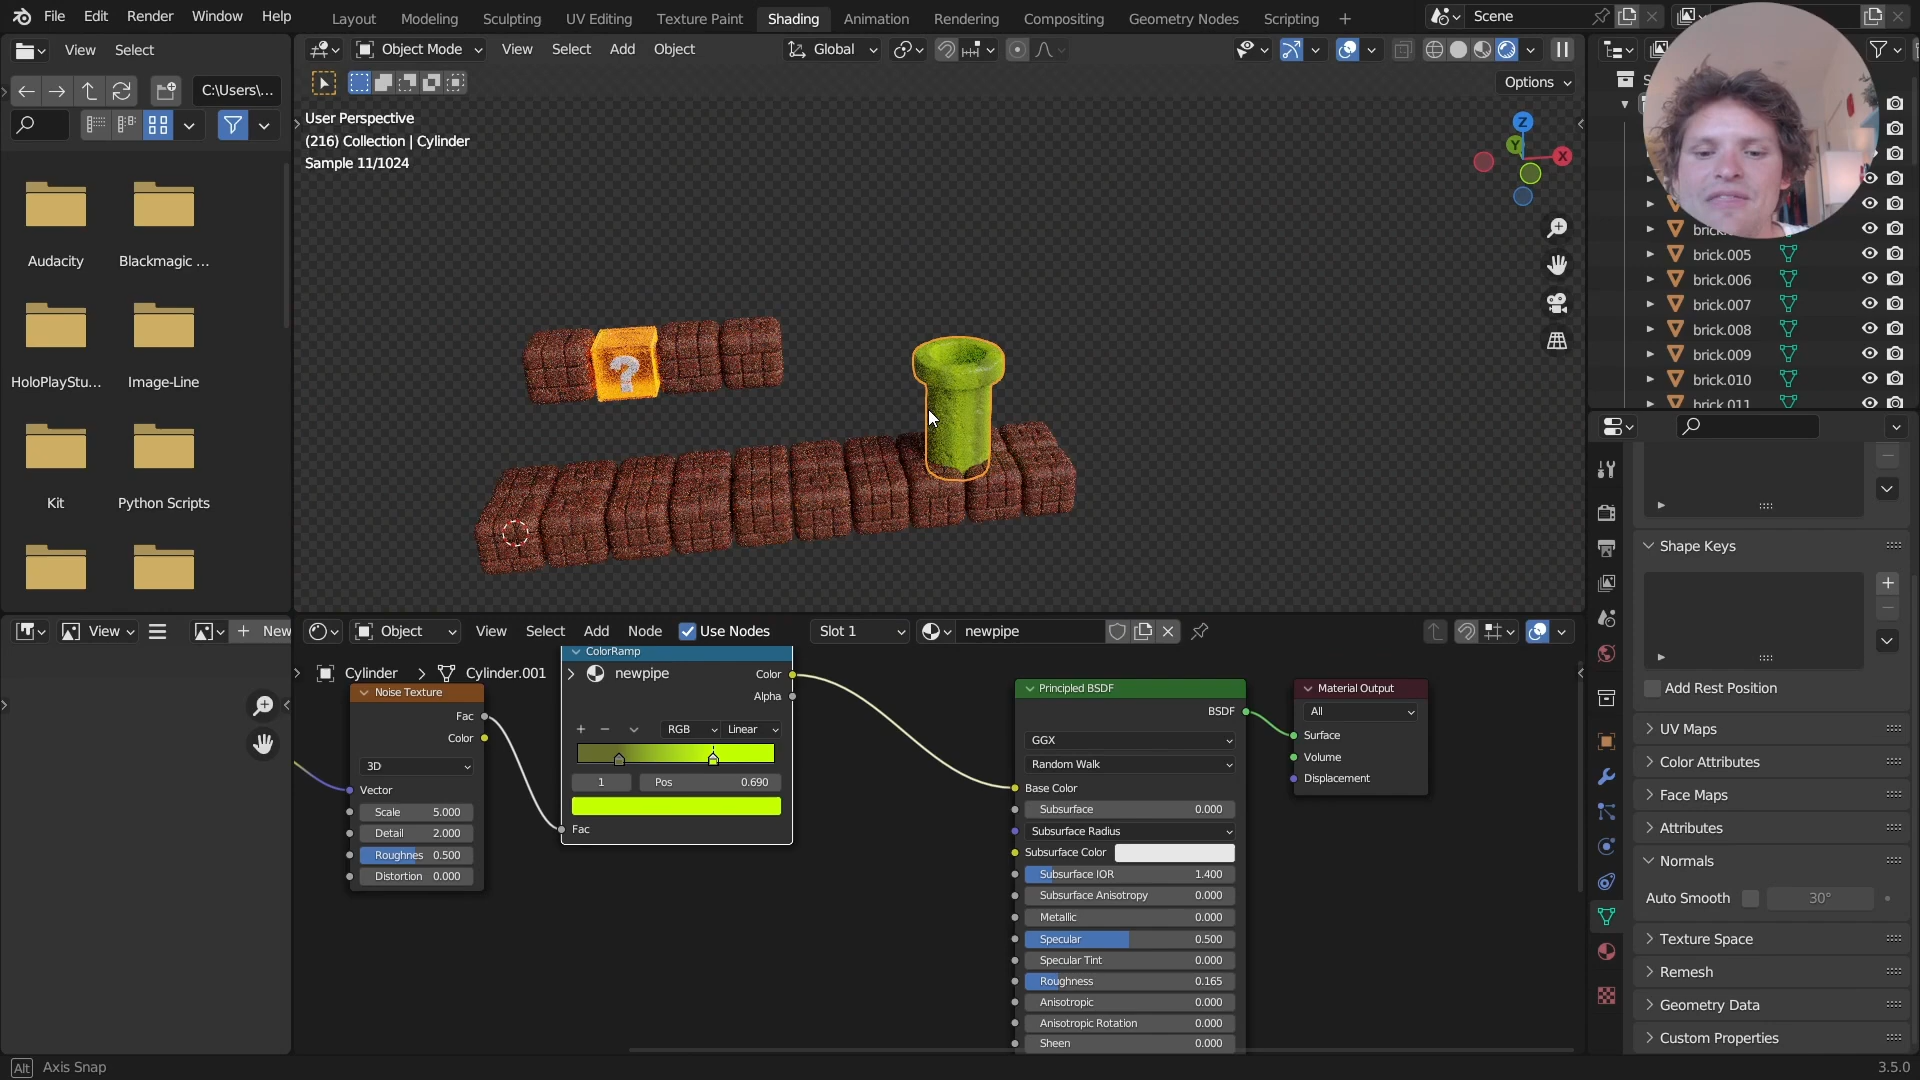 File Edit Render Window Help Layout Modeling Sculpting UV Editing Texture Paint Shading Animation Rendering Compositing Geometry Nodes Scripting + Scene
View Select Object Mode View Select Add Object Global
C:\Users\...
Options
User Perspective
(216) Collection | Cylinder
Sample 11/1024
Z
Y
X
Audacity Blackmagic ...
HoloPlayStu... Image-Line
Kit Python Scripts
?
brick.005
brick.006
brick.007
brick.008
brick.009
brick.010
brick.011
Shape Keys
Add Rest Position
UV Maps
Color Attributes
Face Maps
Attributes
Normals
Auto Smooth 30°
Texture Space
Remesh
Geometry Data
Custom Properties
View New Object View Select Add Node Use Nodes Slot 1 newpipe
Cylinder > Cylinder.001 newpipe
Noise Texture
Fac
Color
3D
Vector
Scale 5.000
Detail 2.000
Roughnes 0.500
Distortion 0.000
ColorRamp
Color
Alpha
RGB Linear
1 Pos 0.690
Fac
Principled BSDF
BSDF
GGX
Random Walk
Base Color
Subsurface 0.000
Subsurface Radius
Subsurface Color
Subsurface IOR 1.400
Subsurface Anisotropy 0.000
Metallic 0.000
Specular 0.500
Specular Tint 0.000
Roughness 0.165
Anisotropic 0.000
Anisotropic Rotation 0.000
Sheen 0.000
Material Output
All
Surface
Volume
Displacement
Alt Axis Snap 3.5.0